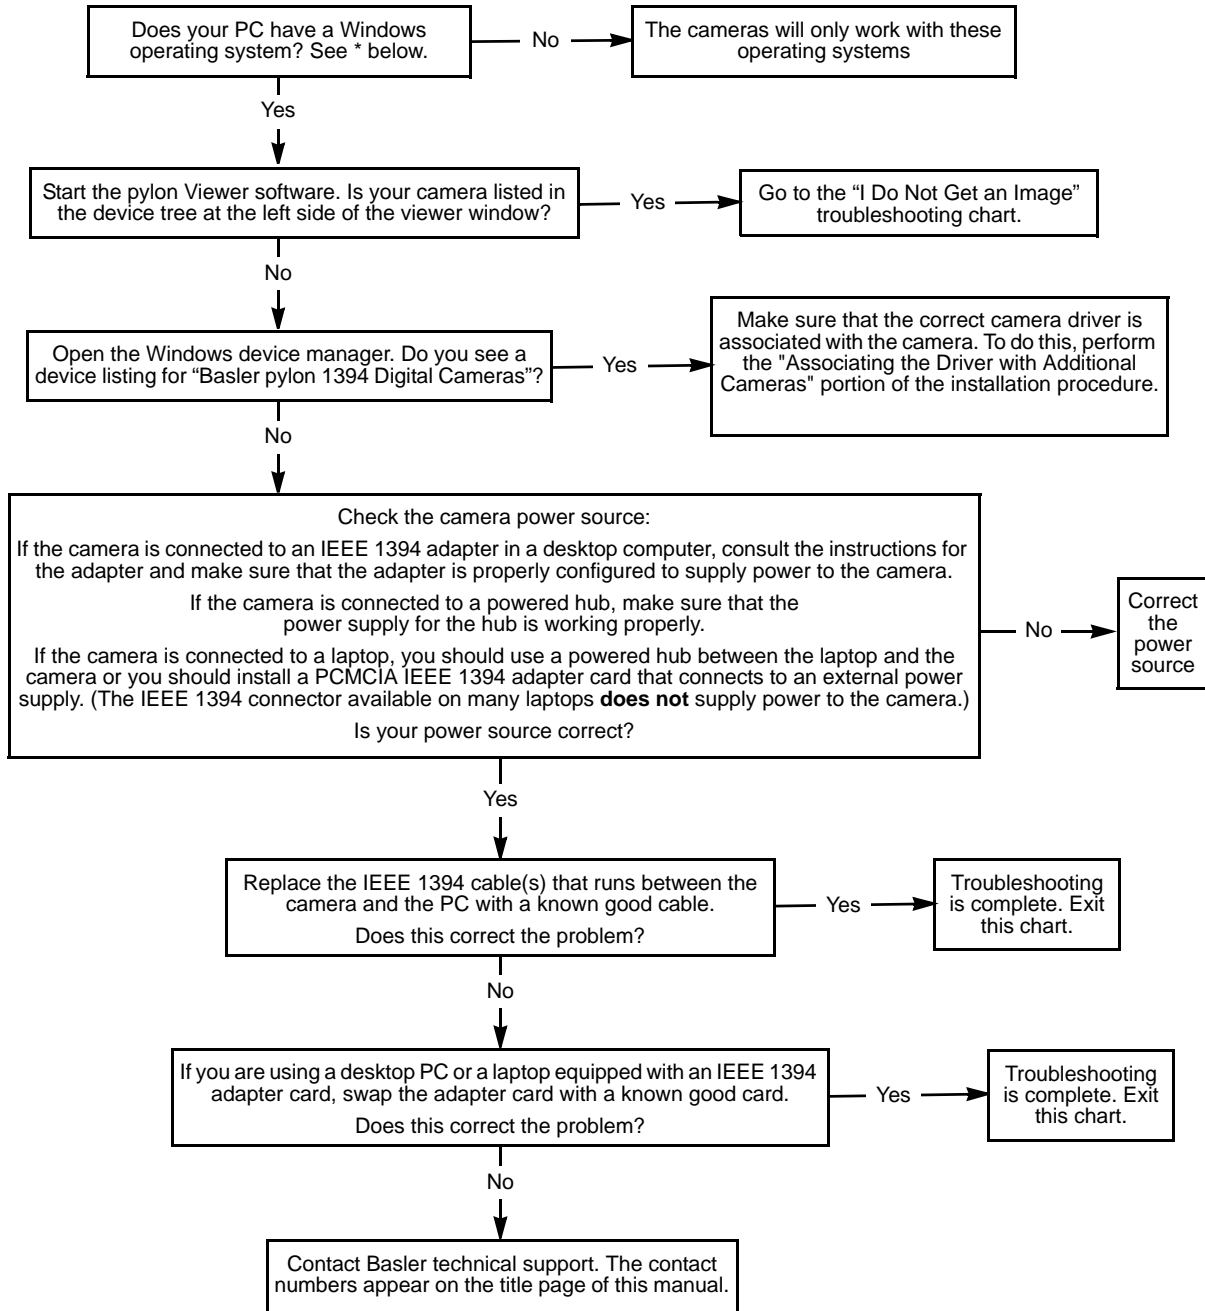 Does your PC have a Windows
operating system? See * below.
No
The cameras will only work with these
operating systems
Yes
Start the pylon Viewer software. Is your camera listed in
the device tree at the left side of the viewer window?
Yes
Go to the “I Do Not Get an Image”
troubleshooting chart.
No
Open the Windows device manager. Do you see a
device listing for “Basler pylon 1394 Digital Cameras”?
Yes
Make sure that the correct camera driver is
associated with the camera. To do this, perform
the "Associating the Driver with Additional
Cameras" portion of the installation procedure.
No
Check the camera power source:
If the camera is connected to an IEEE 1394 adapter in a desktop computer, consult the instructions for
the adapter and make sure that the adapter is properly configured to supply power to the camera.
If the camera is connected to a powered hub, make sure that the
power supply for the hub is working properly.
If the camera is connected to a laptop, you should use a powered hub between the laptop and the
camera or you should install a PCMCIA IEEE 1394 adapter card that connects to an external power
supply. (The IEEE 1394 connector available on many laptops does not supply power to the camera.)
Is your power source correct?
No
Correct
the
power
source
Yes
Replace the IEEE 1394 cable(s) that runs between the
camera and the PC with a known good cable.
Does this correct the problem?
Yes
Troubleshooting
is complete. Exit
this chart.
No
If you are using a desktop PC or a laptop equipped with an IEEE 1394
adapter card, swap the adapter card with a known good card.
Does this correct the problem?
Yes
Troubleshooting
is complete. Exit
this chart.
No
Contact Basler technical support. The contact
numbers appear on the title page of this manual.